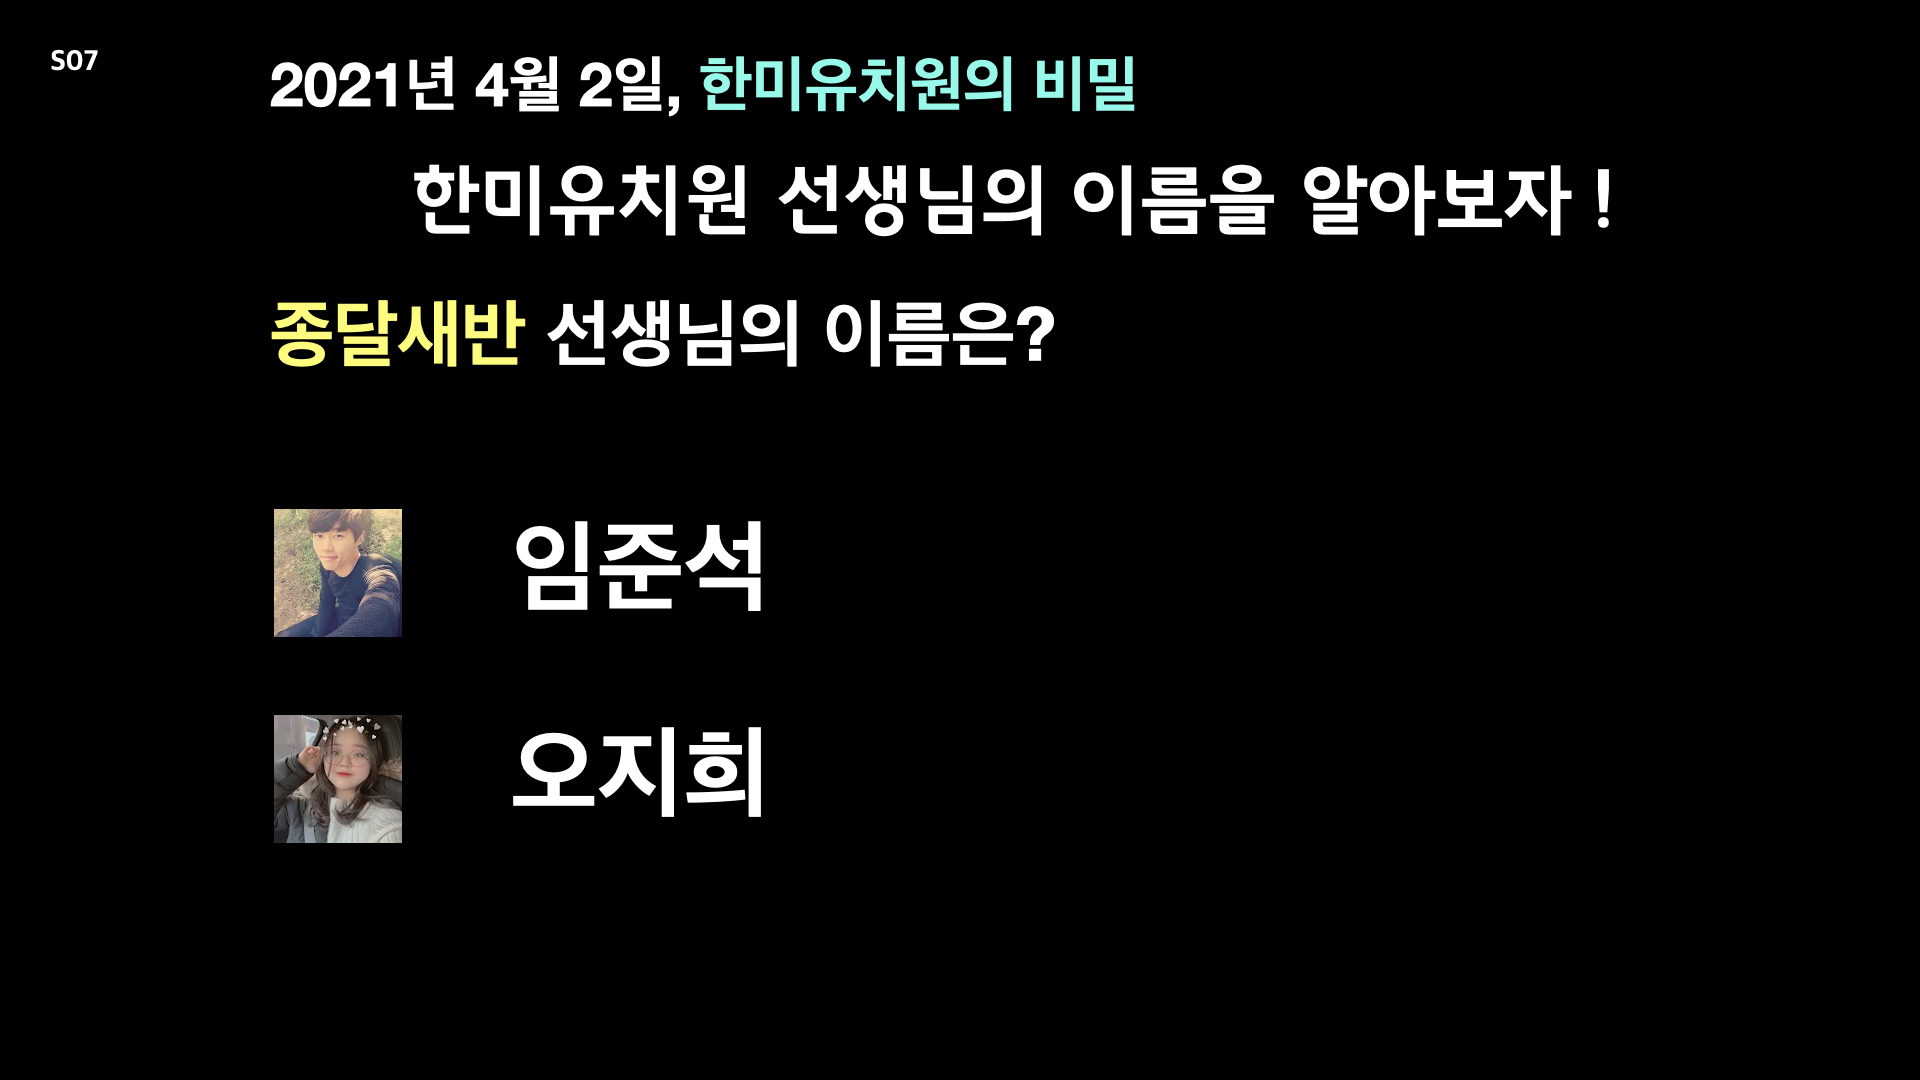 S07
2021년 4월 2일, 한미유치원의 비밀
한미유치원 선생님의 이름을 알아보자 !
종달새반 선생님의 이름은?
임준석
오지희